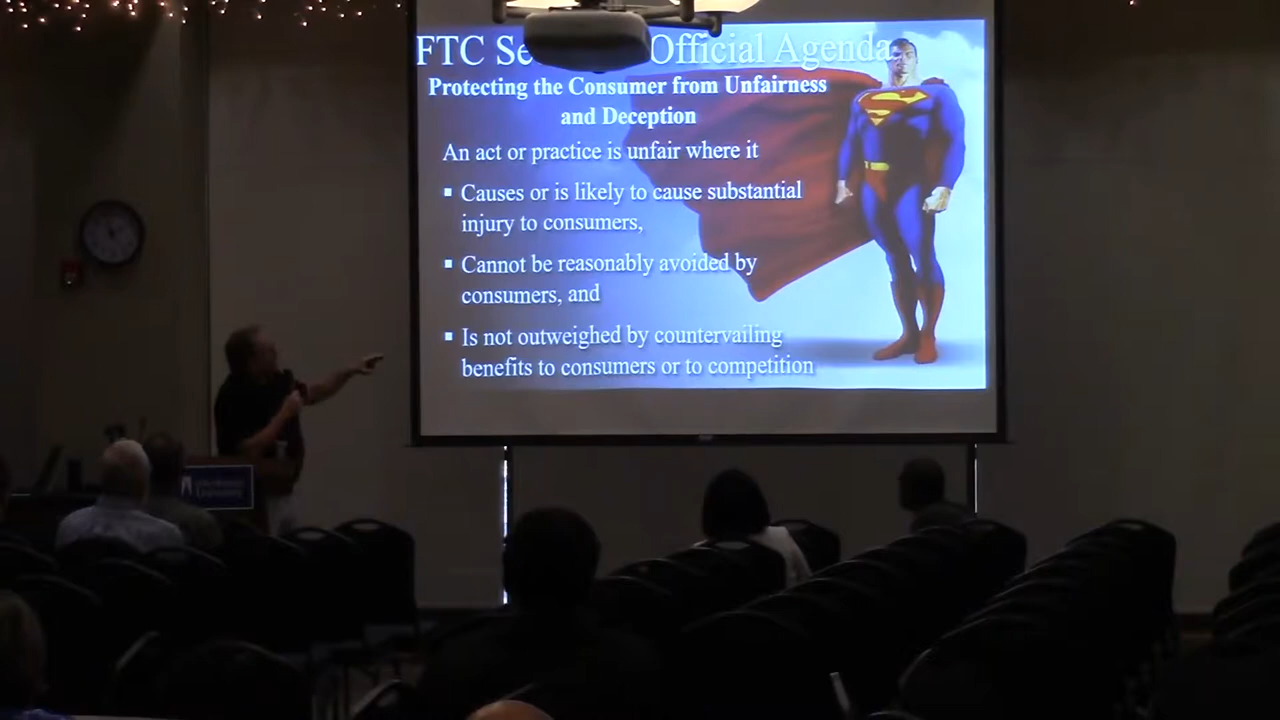 FTC Se Official Agenda
Protecting the Consumer from Unfairness
and Deception
An act or practice is unfair where it
▪ Causes or is likely to cause substantial
injury to consumers,
▪ Cannot be reasonably avoided by
consumers, and
▪ Is not outweighed by countervailing
benefits to consumers or to competition
University